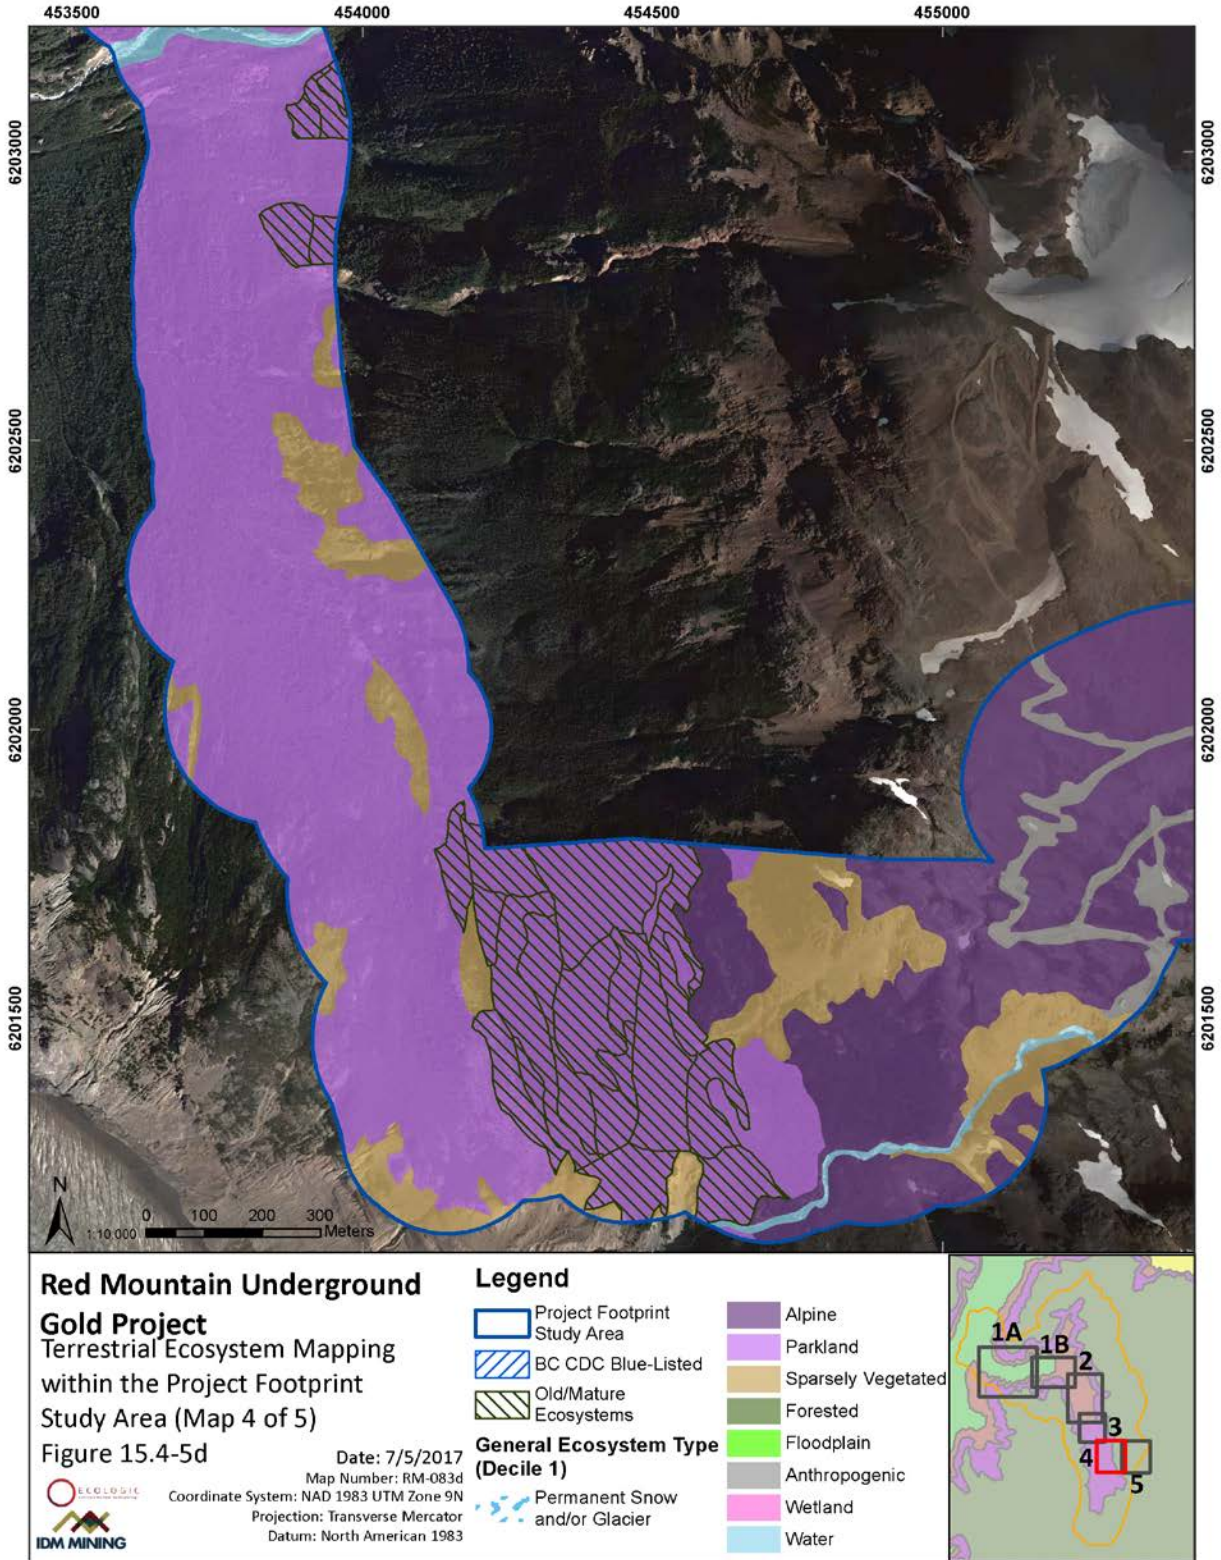 453500 454000 454500 455000
6203000
6203000
6202500
6202500
6202000
6202000
6201500
6201500
N
0 100 200 300
1:10 000 Meters
Red Mountain Underground
Gold Project
Terrestrial Ecosystem Mapping
within the Project Footprint
Study Area (Map 4 of 5)
Figure 15.4-5d
Date: 7/5/2017
Map Number: RM-083d
Coordinate System: NAD 1983 UTM Zone 9N
Projection: Transverse Mercator
Datum: North American 1983
ECOLOGIC
IDM MINING
Legend
Project Footprint
Study Area
BC CDC Blue-Listed
Old/Mature
Ecosystems
General Ecosystem Type
(Decile 1)
Permanent Snow
and/or Glacier
Alpine
Parkland
Sparsely Vegetated
Forested
Floodplain
Anthropogenic
Wetland
Water
1A
1B
2
3
4
5